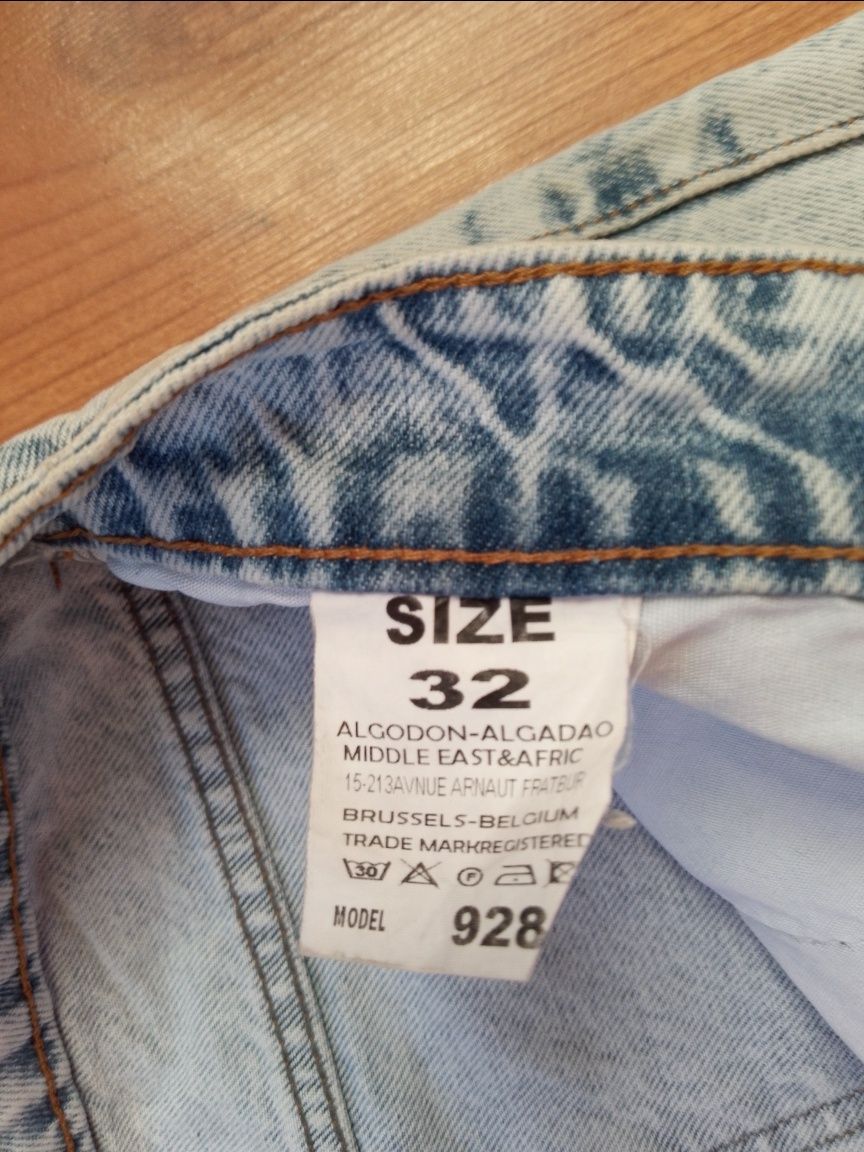 SIZE
32
ALGODON-ALGADAO
MIDDLE EAST&AFRIC
15-213AVNUE ARNAUT FRATBUR
BRUSSELS-BELGIUM
TRADE MARKREGISTERED
30 F
MODEL 928